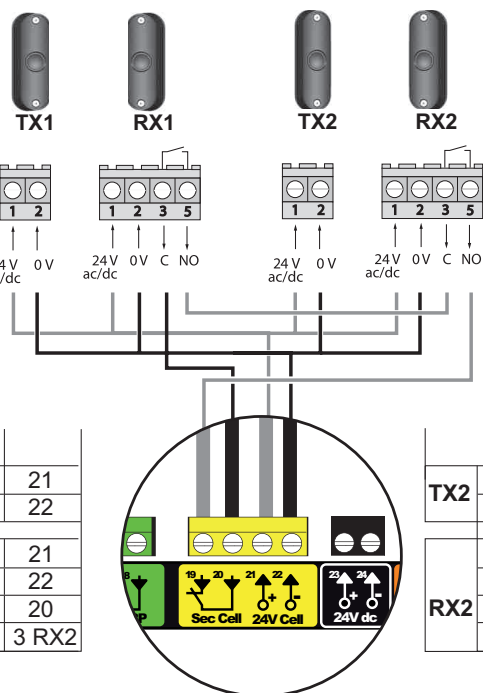 TX1 RX1 TX2 RX2
1 2 1 2 3 5 1 2 1 2 3 5
4 V 0 V 24 V 0 V C NO 24 V 0 V 24 V 0 V C NO
/dc ac/dc ac/dc ac/dc
21
22
21
22
20
3 RX2
TX2
RX2
8 19 20 21 22 23 24
+ - + -
P Sec Cell 24V Cell 24V dc